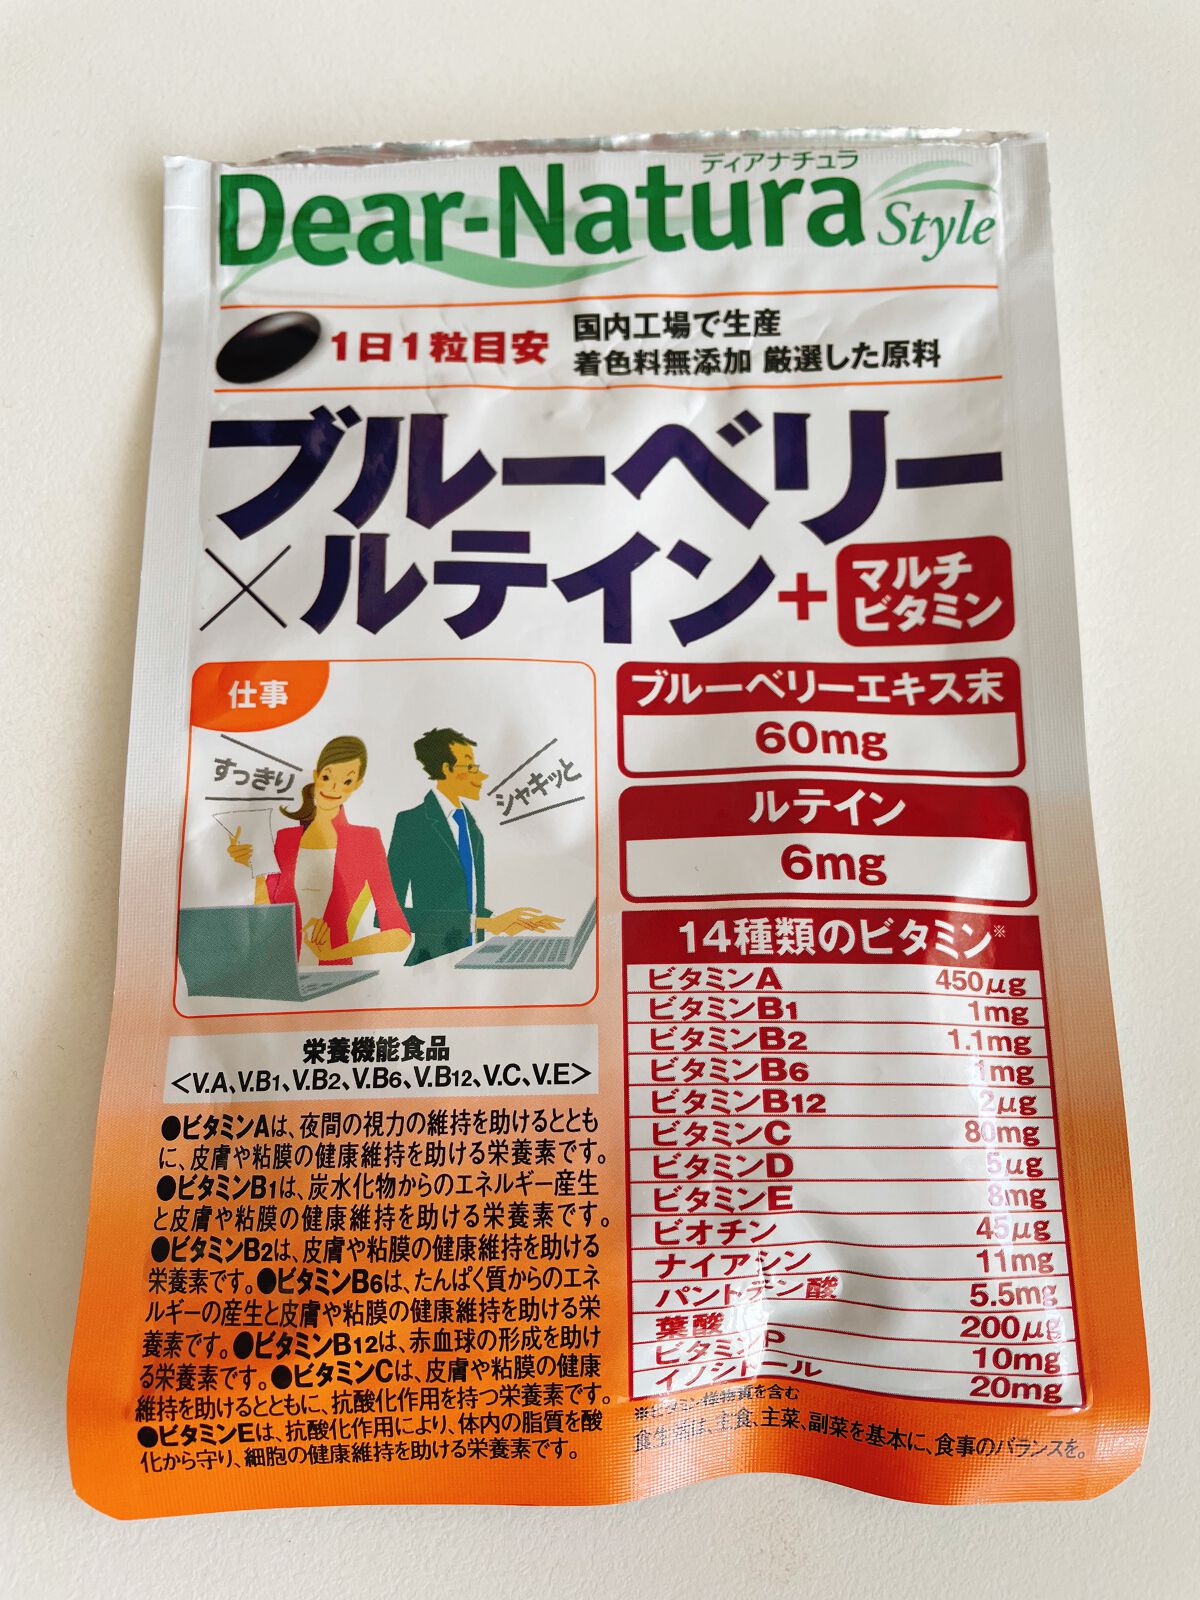 ディアナチュラ
Dear-Natura Style
1日1粒目安
国内工場で生産
着色料無添加 厳選した原料
ブルーベリー
×ルテイン+マルチ
ビタミン
仕事
すっきり
シャキッと
ブルーベリーエキス末
60mg
ルテイン
6mg
14種類のビタミン※
ビタミンA 450μg
ビタミンB1 1mg
ビタミンB2 1.1mg
ビタミンB6 1mg
ビタミンB12 2μg
ビタミンC 80mg
ビタミンD 5μg
ビタミンE 8mg
ビオチン 45μg
ナイアシン 11mg
パントテン酸 5.5mg
葉酸 200μg
ビタミンP 10mg
イノシトール 20mg
※ビタミン様物質を含む
食生活は、主食、主菜、副菜を基本に、食事のバランスを。
栄養機能食品
<V.A、V.B1、V.B2、V.B6、V.B12、V.C、V.E>
●ビタミンAは、夜間の視力の維持を助けるととも
に、皮膚や粘膜の健康維持を助ける栄養素です。
●ビタミンB1は、炭水化物からのエネルギー産生
と皮膚や粘膜の健康維持を助ける栄養素です。
●ビタミンB2は、皮膚や粘膜の健康維持を助ける
栄養素です。●ビタミンB6は、たんぱく質からのエネ
ルギーの産生と皮膚や粘膜の健康維持を助ける栄
養素です。●ビタミンB12は、赤血球の形成を助け
る栄養素です。●ビタミンCは、皮膚や粘膜の健康
維持を助けるとともに、抗酸化作用を持つ栄養素です。
●ビタミンEは、抗酸化作用により、体内の脂質を酸
化から守り、細胞の健康維持を助ける栄養素です。